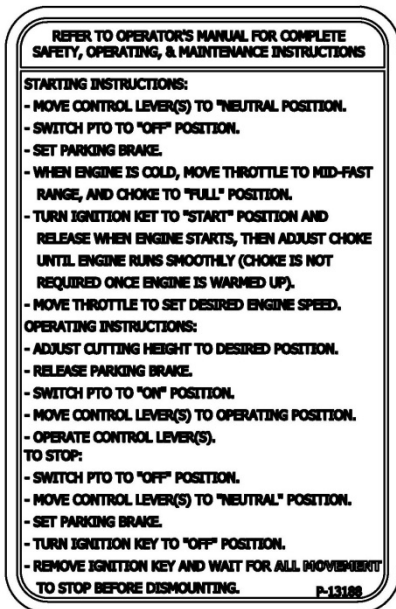 REFER TO OPERATOR'S MANUAL FOR COMPLETE
SAFETY, OPERATING, & MAINTENANCE INSTRUCTIONS
STARTING INSTRUCTIONS:
- MOVE CONTROL LEVER(S) TO "NEUTRAL POSITION.
- SWITCH PTO TO "OFF" POSITION.
- SET PARKING BRAKE.
- WHEN ENGINE IS COLD, MOVE THROTTLE TO MID-FAST
RANGE, AND CHOKE TO "FULL" POSITION.
- TURN IGNITION KET TO "START" POSITION AND
RELEASE WHEN ENGINE STARTS, THEN ADJUST CHOKE
UNTIL ENGINE RUNS SMOOTHLY (CHOKE IS NOT
REQUIRED ONCE ENGINE IS WARMED UP).
- MOVE THROTTLE TO SET DESIRED ENGINE SPEED.
OPERATING INSTRUCTIONS:
- ADJUST CUTTING HEIGHT TO DESIRED POSITION.
- RELEASE PARKING BRAKE.
- SWITCH PTO TO "ON" POSITION.
- MOVE CONTROL LEVER(S) TO OPERATING POSITION.
- OPERATE CONTROL LEVER(S).
TO STOP:
- SWITCH PTO TO "OFF" POSITION.
- MOVE CONTROL LEVER(S) TO "NEUTRAL" POSITION.
- SET PARKING BRAKE.
- TURN IGNITION KEY TO "OFF" POSITION.
- REMOVE IGNITION KEY AND WAIT FOR ALL MOVEMENT
TO STOP BEFORE DISMOUNTING. P-13188